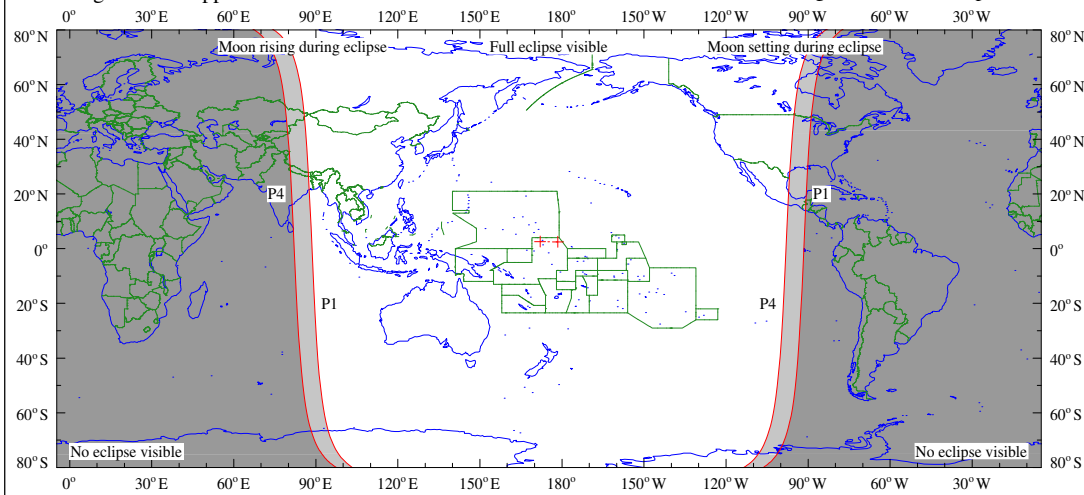 0° 30°E 60°E 90°E 120°E 150°E 180° 150°W 120°W 90°W 60°W 30°W
80°N Moon rising during eclipse Full eclipse visible Moon setting during eclipse 80°N
60°N 60°N
40°N 40°N
20°N P4 P1 20°N
0° 0°
20°S P1 P4 20°S
40°S 40°S
60°S 60°S
No eclipse visible No eclipse visible
80°S 80°S
0° 30°E 60°E 90°E 120°E 150°E 180° 150°W 120°W 90°W 60°W 30°W